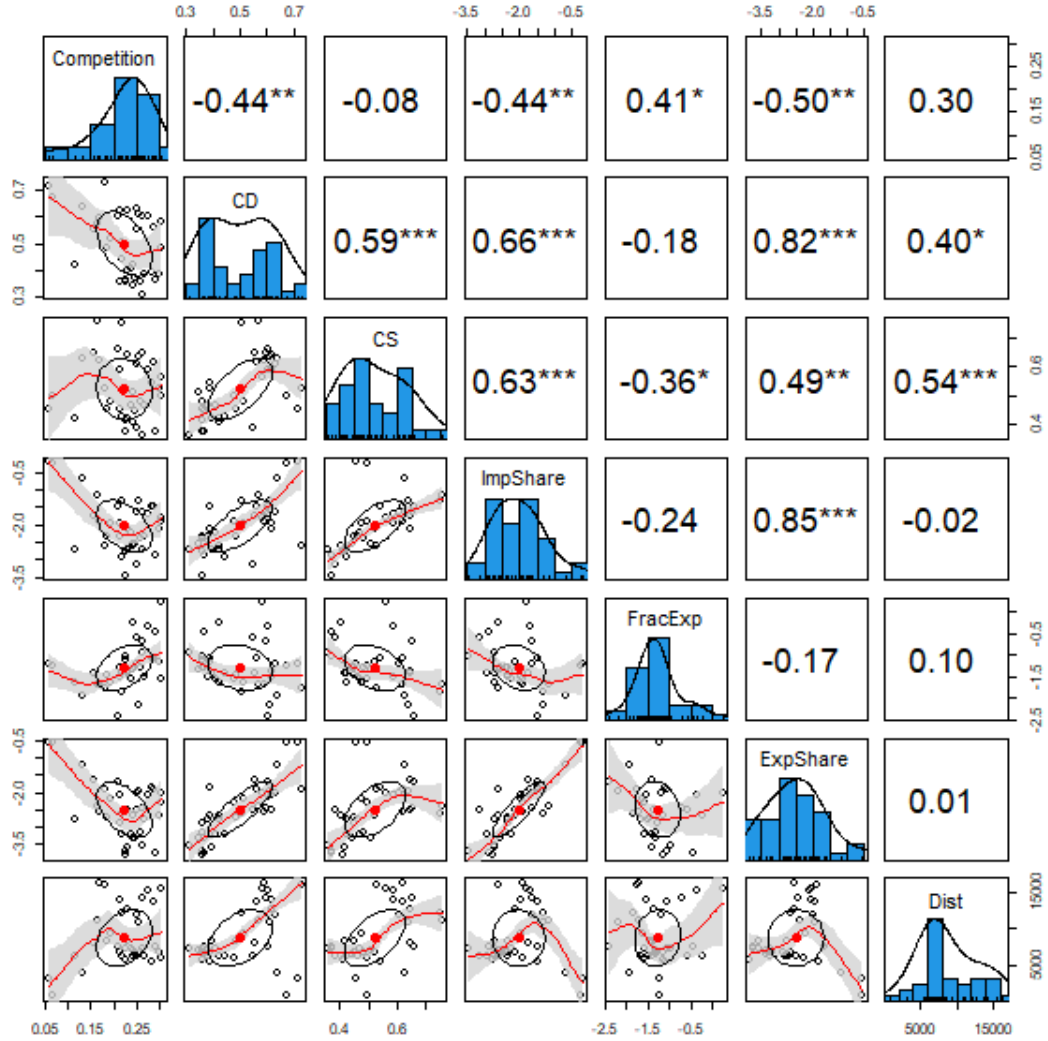 0.3 0.5 0.7 -3.5 -2.0 -0.5 -3.5 -2.0 -0.5
Competition -0.44** -0.08 -0.44** 0.41* -0.50** 0.30 0.05 0.15 0.25
0.3 0.5 0.7 CD 0.59*** 0.66*** -0.18 0.82*** 0.40*
CS 0.63*** -0.36* 0.49** 0.54*** 0.4 0.6
-3.5 -2.0 -0.5 ImpShare -0.24 0.85*** -0.02
FracExp -0.17 0.10 -2.5 -1.5 -0.5
-3.5 -2.0 -0.5 ExpShare 0.01
Dist 5000 15000
0.05 0.15 0.25 0.4 0.6 -2.5 -1.5 -0.5 5000 15000